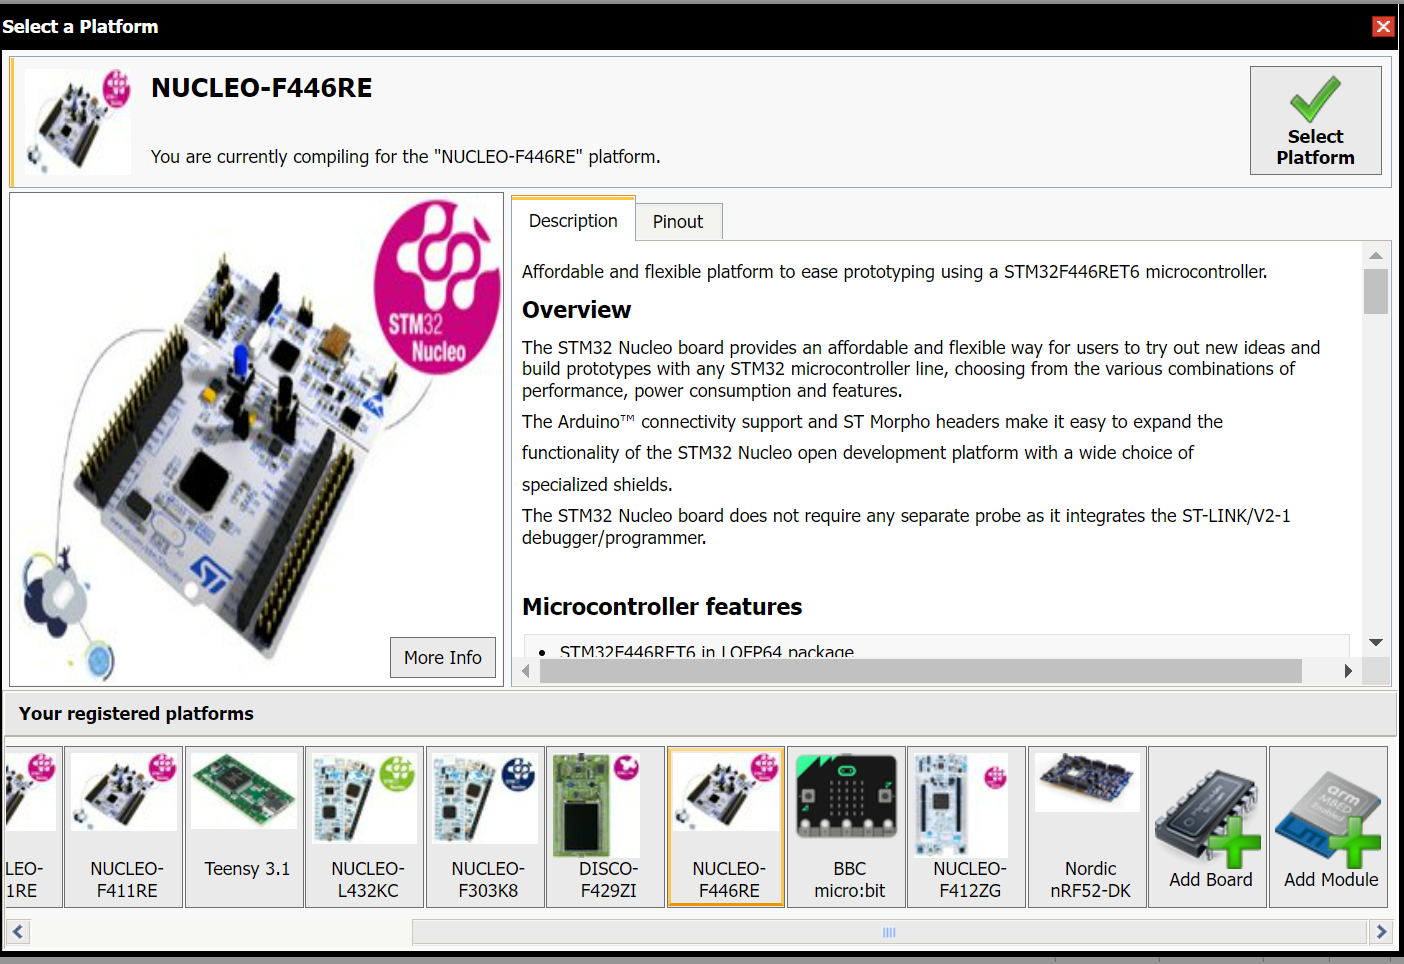 Select a Platform
NUCLEO-F446RE
You are currently compiling for the "NUCLEO-F446RE" platform.
Select
Platform
STM32
Nucleo
More Info
Description
Pinout
Affordable and flexible platform to ease prototyping using a STM32F446RET6 microcontroller.
Overview
The STM32 Nucleo board provides an affordable and flexible way for users to try out new ideas and
build prototypes with any STM32 microcontroller line, choosing from the various combinations of
performance, power consumption and features.
The Arduino™ connectivity support and ST Morpho headers make it easy to expand the
functionality of the STM32 Nucleo open development platform with a wide choice of
specialized shields.
The STM32 Nucleo board does not require any separate probe as it integrates the ST-LINK/V2-1
debugger/programmer.
Microcontroller features
• STM32F446RET6 in LQFP64 package
Your registered platforms
LEO-
1RE
NUCLEO-
F411RE
Teensy 3.1
NUCLEO-
L432KC
NUCLEO-
F303K8
DISCO-
F429ZI
NUCLEO-
F446RE
BBC
micro:bit
NUCLEO-
F412ZG
Nordic
nRF52-DK
Add Board
arm
MBED
Enabled
Add Module